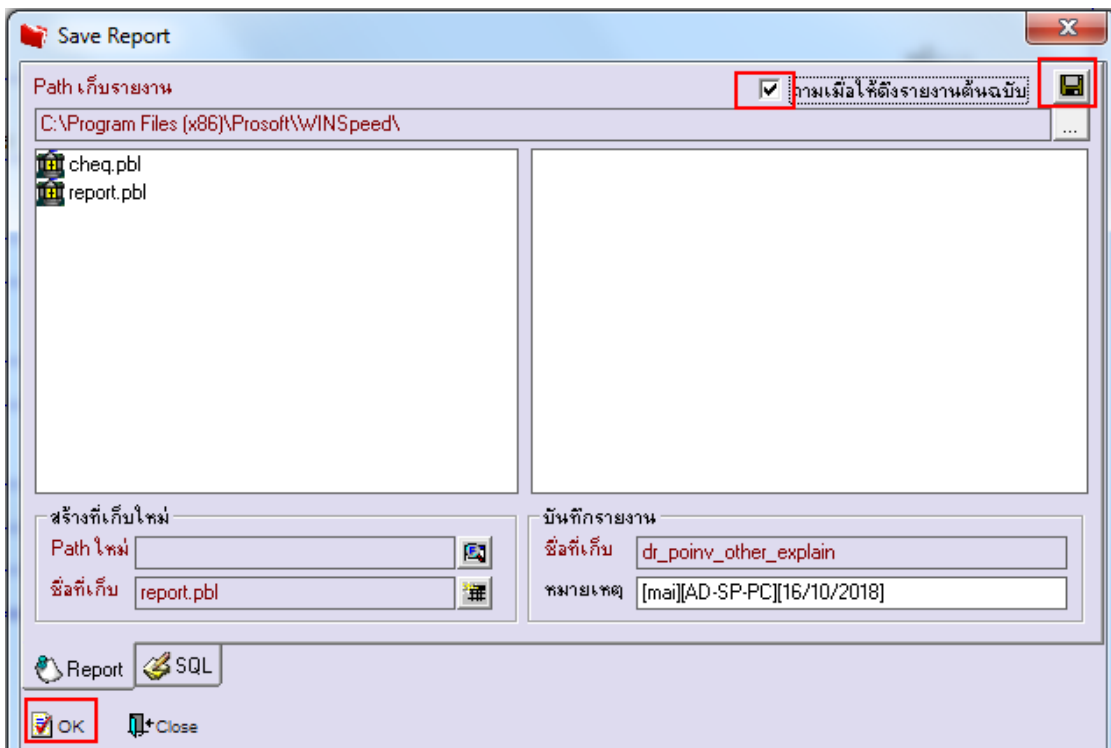 Save Report
Path เก็บรายงาน
ถามเมื่อให้ดึงรายงานต้นฉบับ
C:\Program Files (x86)\Prosoft\WINSpeed\
...
cheq.pbl
report.pbl
สร้างที่เก็บใหม่
Path ใหม่
ชื่อที่เก็บ report.pbl
บันทึกรายงาน
ชื่อที่เก็บ dr_poinv_other_explain
หมายเหตุ [mai][AD-SP-PC][16/10/2018]
Report SQL
OK Close